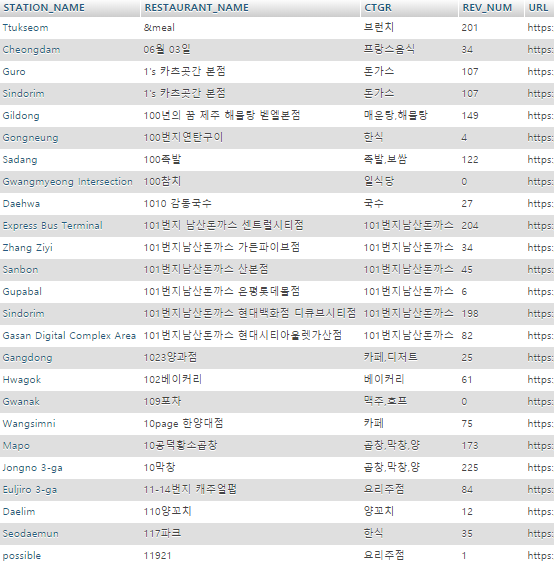 STATION_NAME RESTAURANT_NAME CTGR REV_NUM URL
Ttukseom &meal 브런치 201 https:
Cheongdam 06월 03일 프랑스음식 34 https:
Guro 1's 카츠곳간 본점 돈가스 107 https:
Sindorim 1's 카츠곳간 본점 돈가스 107 https:
Gildong 100년의 꿈 제주 해물탕 벧엘본점 매운탕,해물탕 149 https:
Gongneung 100번지연탄구이 한식 4 https:
Sadang 100족발 족발,보쌈 122 https:
Gwangmyeong Intersection 100참치 일식당 0 https:
Daehwa 1010 감동국수 국수 27 https:
Express Bus Terminal 101번지 남산돈까스 센트럴시티점 101번지남산돈까스 204 https:
Zhang Ziyi 101번지남산돈까스 가든파이브점 101번지남산돈까스 34 https:
Sanbon 101번지남산돈까스 산본점 101번지남산돈까스 45 https:
Gupabal 101번지남산돈까스 은평롯데몰점 101번지남산돈까스 6 https:
Sindorim 101번지남산돈까스 현대백화점 디큐브시티점 101번지남산돈까스 198 https:
Gasan Digital Complex Area 101번지남산돈까스 현대시티아울렛가산점 101번지남산돈까스 82 https:
Gangdong 1023양과점 카페,디저트 25 https:
Hwagok 102베이커리 베이커리 61 https:
Gwanak 109포차 맥주,호프 0 https:
Wangsimni 10page 한양대점 카페 75 https:
Mapo 10공덕황소곱창 곱창,막창,양 173 https:
Jongno 3-ga 10막창 곱창,막창,양 225 https:
Euljiro 3-ga 11-14번지 캐주얼펍 요리주점 84 https:
Daelim 110양꼬치 양꼬치 12 https:
Seodaemun 117파크 한식 35 https:
possible 11921 요리주점 1 https: